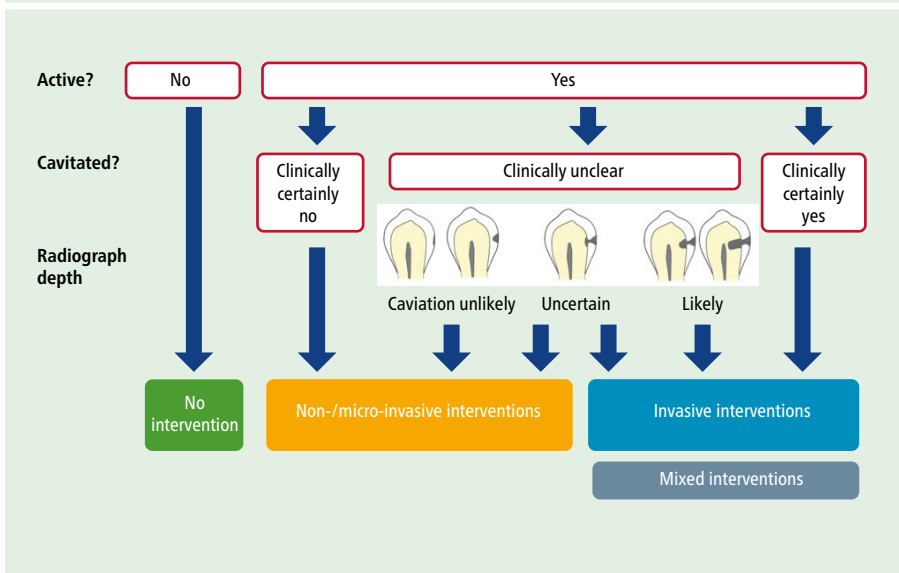 Active?
No
Yes
Cavitated?
Clinically
certainly
no
Clinically unclear
Clinically
certainly
yes
Radiograph
depth
Caviation unlikely
Uncertain
Likely
No
intervention
Non-/micro-invasive interventions
Invasive interventions
Mixed interventions